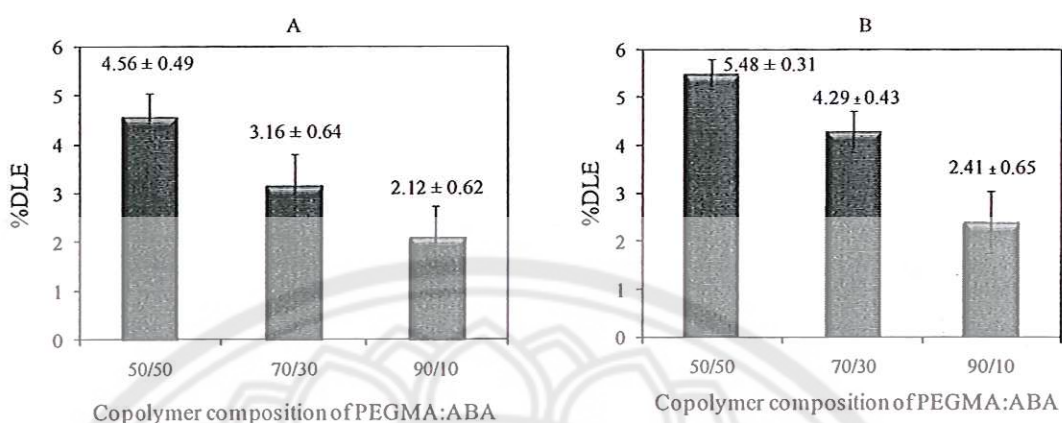 A
6
5
4
3
2
1
0
%DLE
4.56 ± 0.49
3.16 ± 0.64
2.12 ± 0.62
50/50
70/30
90/10
Copolymer composition of PEGMA:ABA
B
6
5
4
3
2
1
0
%DLE
5.48 ± 0.31
4.29 ± 0.43
2.41 ± 0.65
50/50
70/30
90/10
Copolymer composition of PEGMA:ABA